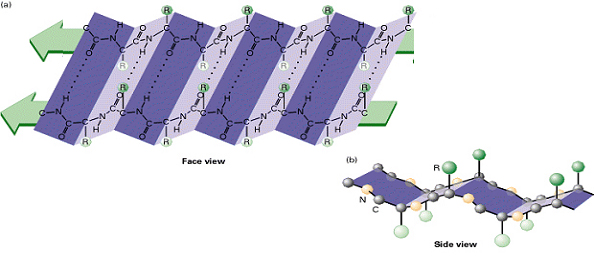 (a)
R R R R
H O H O H O H O
C C C C
C N C N C N C N C N C N C N C
O C H O C H O C H O C H
R R R R
R R R R
H O H O H O H O
C N C N C N C N
O H O H O H O H
R R R R
Face view
(b)
R
N
C
Side view